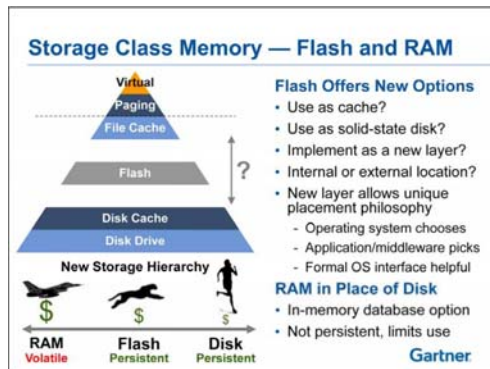 Storage Class Memory — Flash and RAM
Virtual
Paging
File Cache
Flash
?
Disk Cache
Disk Drive
New Storage Hierarchy
$
$
$
RAM
Volatile
Flash
Persistent
Disk
Persistent
Flash Offers New Options
• Use as cache?
• Use as solid-state disk?
• Implement as a new layer?
• Internal or external location?
• New layer allows unique
placement philosophy
- Operating system chooses
- Application/middleware picks
- Formal OS interface helpful
RAM in Place of Disk
• In-memory database option
• Not persistent, limits use
Gartner